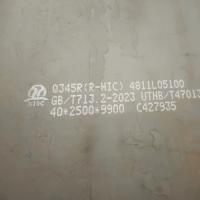 Q345R(R-HIC) 4811L05100
GB/T713.2-2023 UTHB/T47013
40*2500*9900 C427935